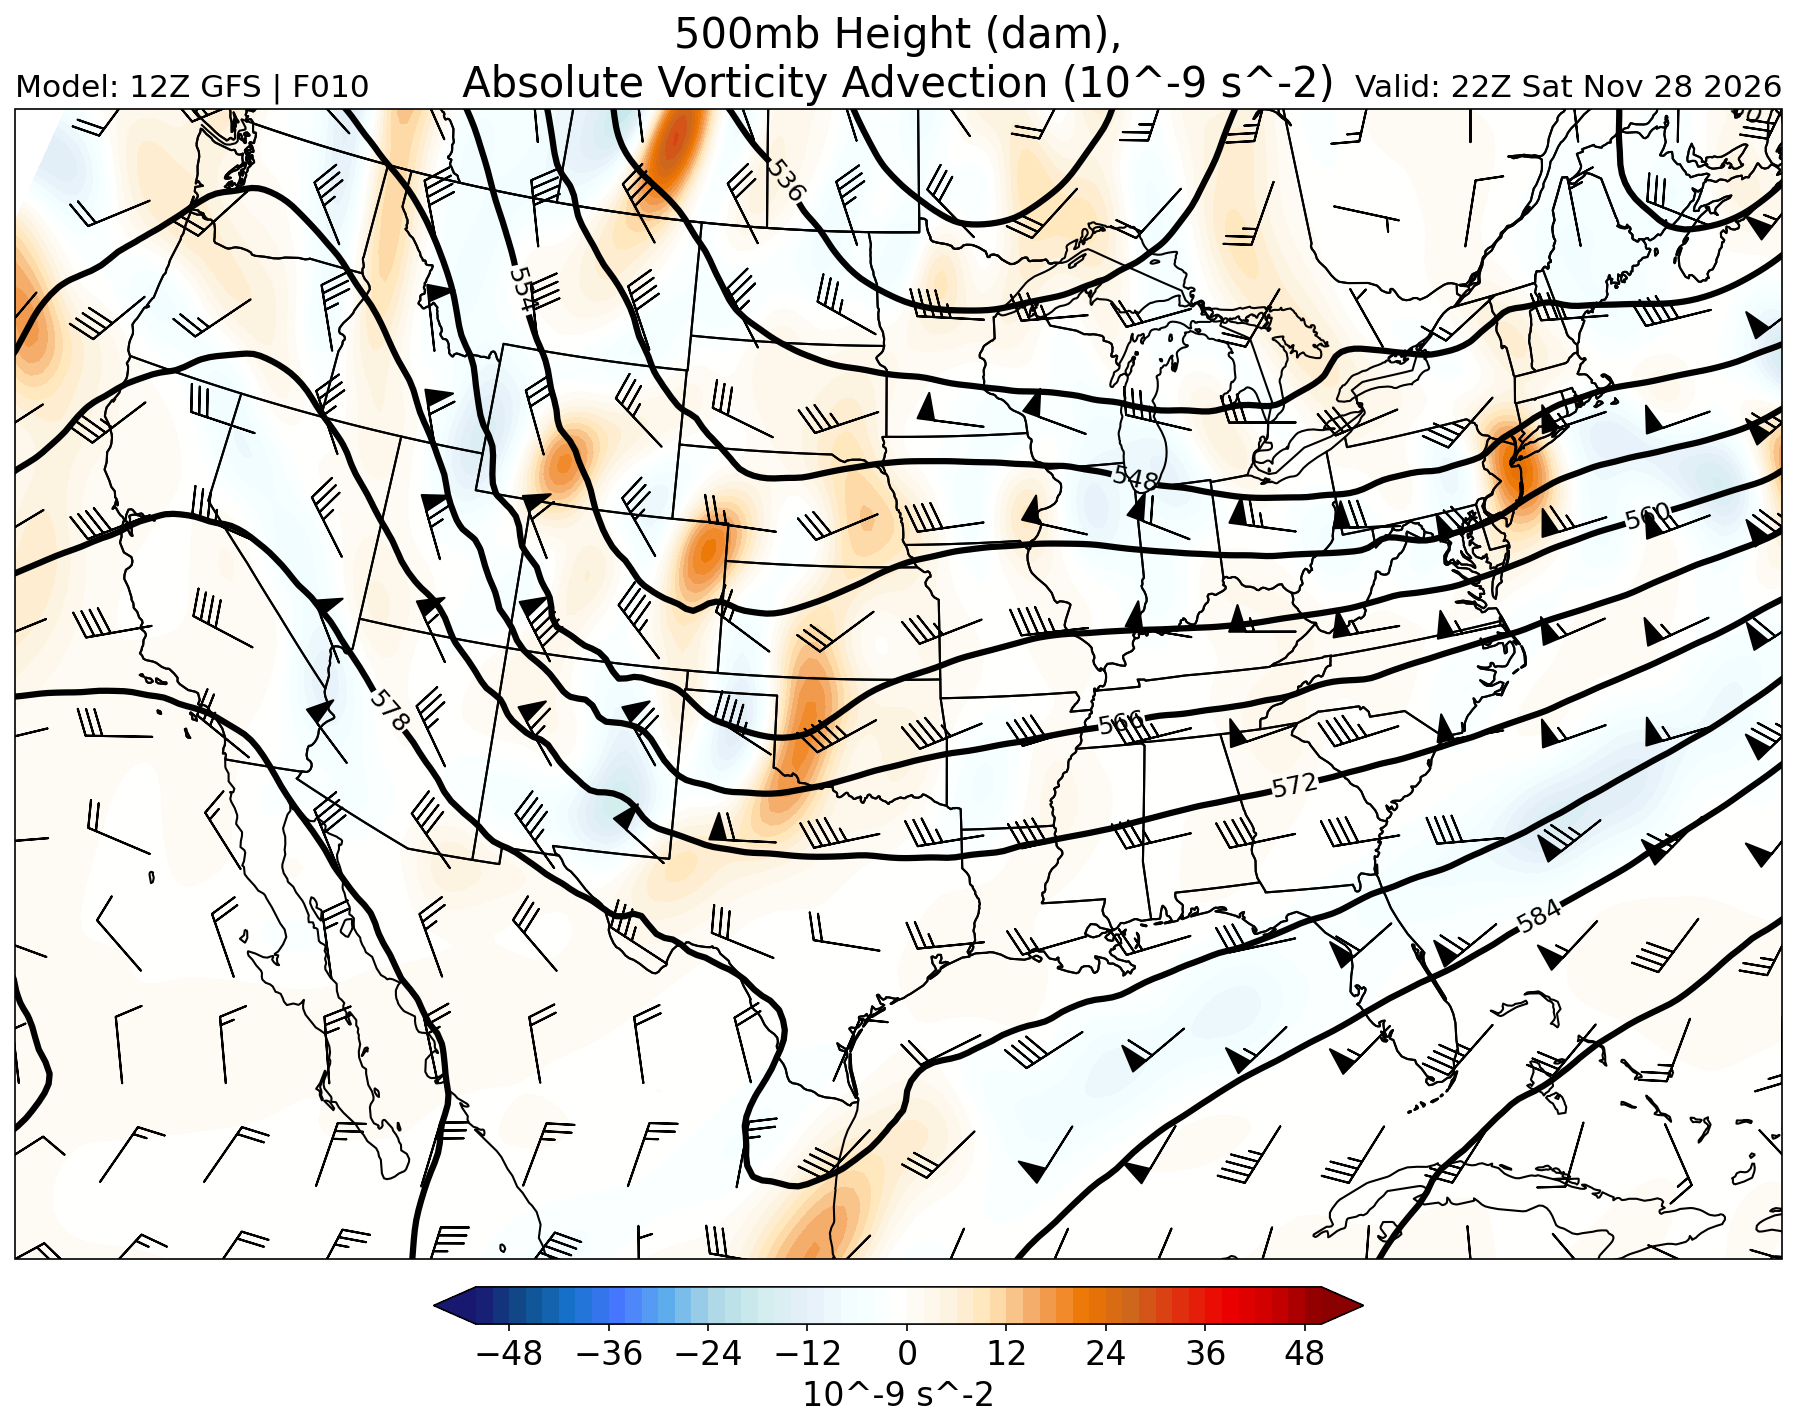 500mb Height (dam),
Absolute Vorticity Advection (10^-9 s^-2)
Model: 12Z GFS | F010
Valid: 22Z Sat Nov 28 2026
536
554
548
560
578
566
572
584
−48 −36 −24 −12 0 12 24 36 48
10^-9 s^-2